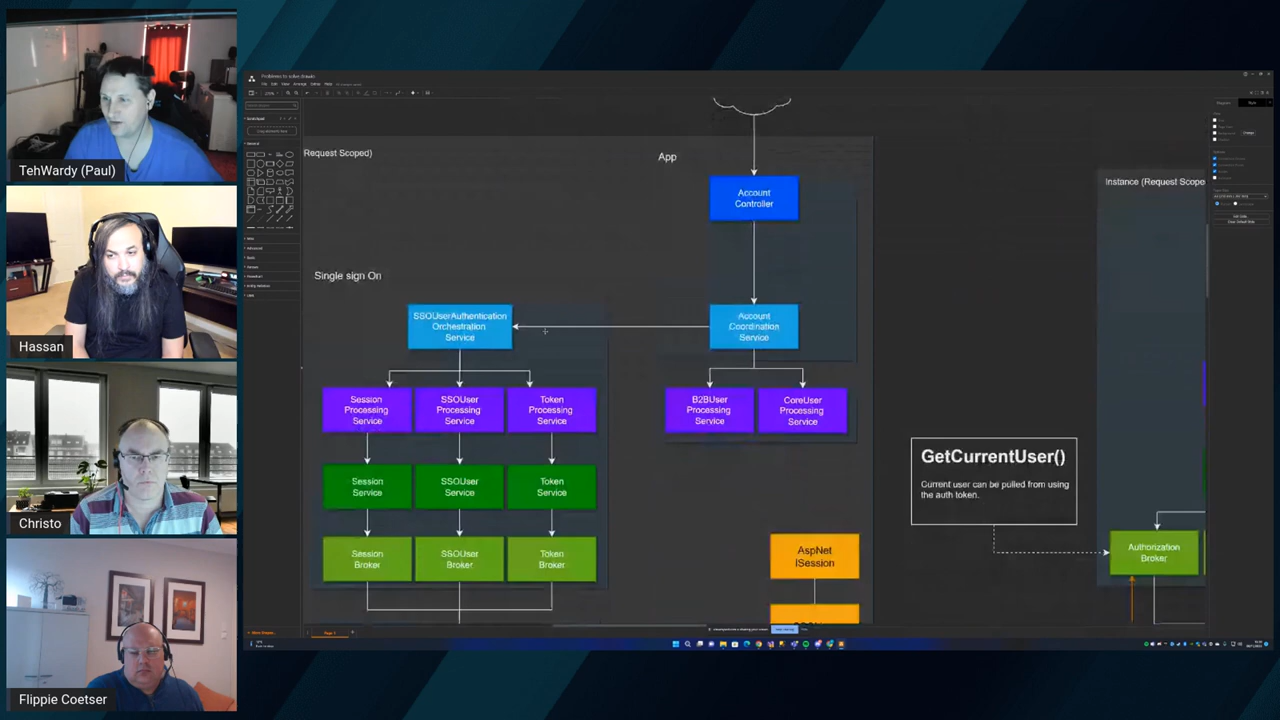 TehWardy (Paul)
Hassan
Christo
Flippie Coetser
Request Scoped)
App
Account
Controller
Instance (Request Scope
Single sign On
SSOUserAuthentication
Orchestration
Service
Account
Coordination
Service
Session
Processing
Service
SSOUser
Processing
Service
Token
Processing
Service
B2BUser
Processing
Service
CoreUser
Processing
Service
GetCurrentUser()
Current user can be pulled from using
the auth token.
Session
Service
SSOUser
Service
Token
Service
Session
Broker
SSOUser
Broker
Token
Broker
AspNet
ISession
Authorization
Broker